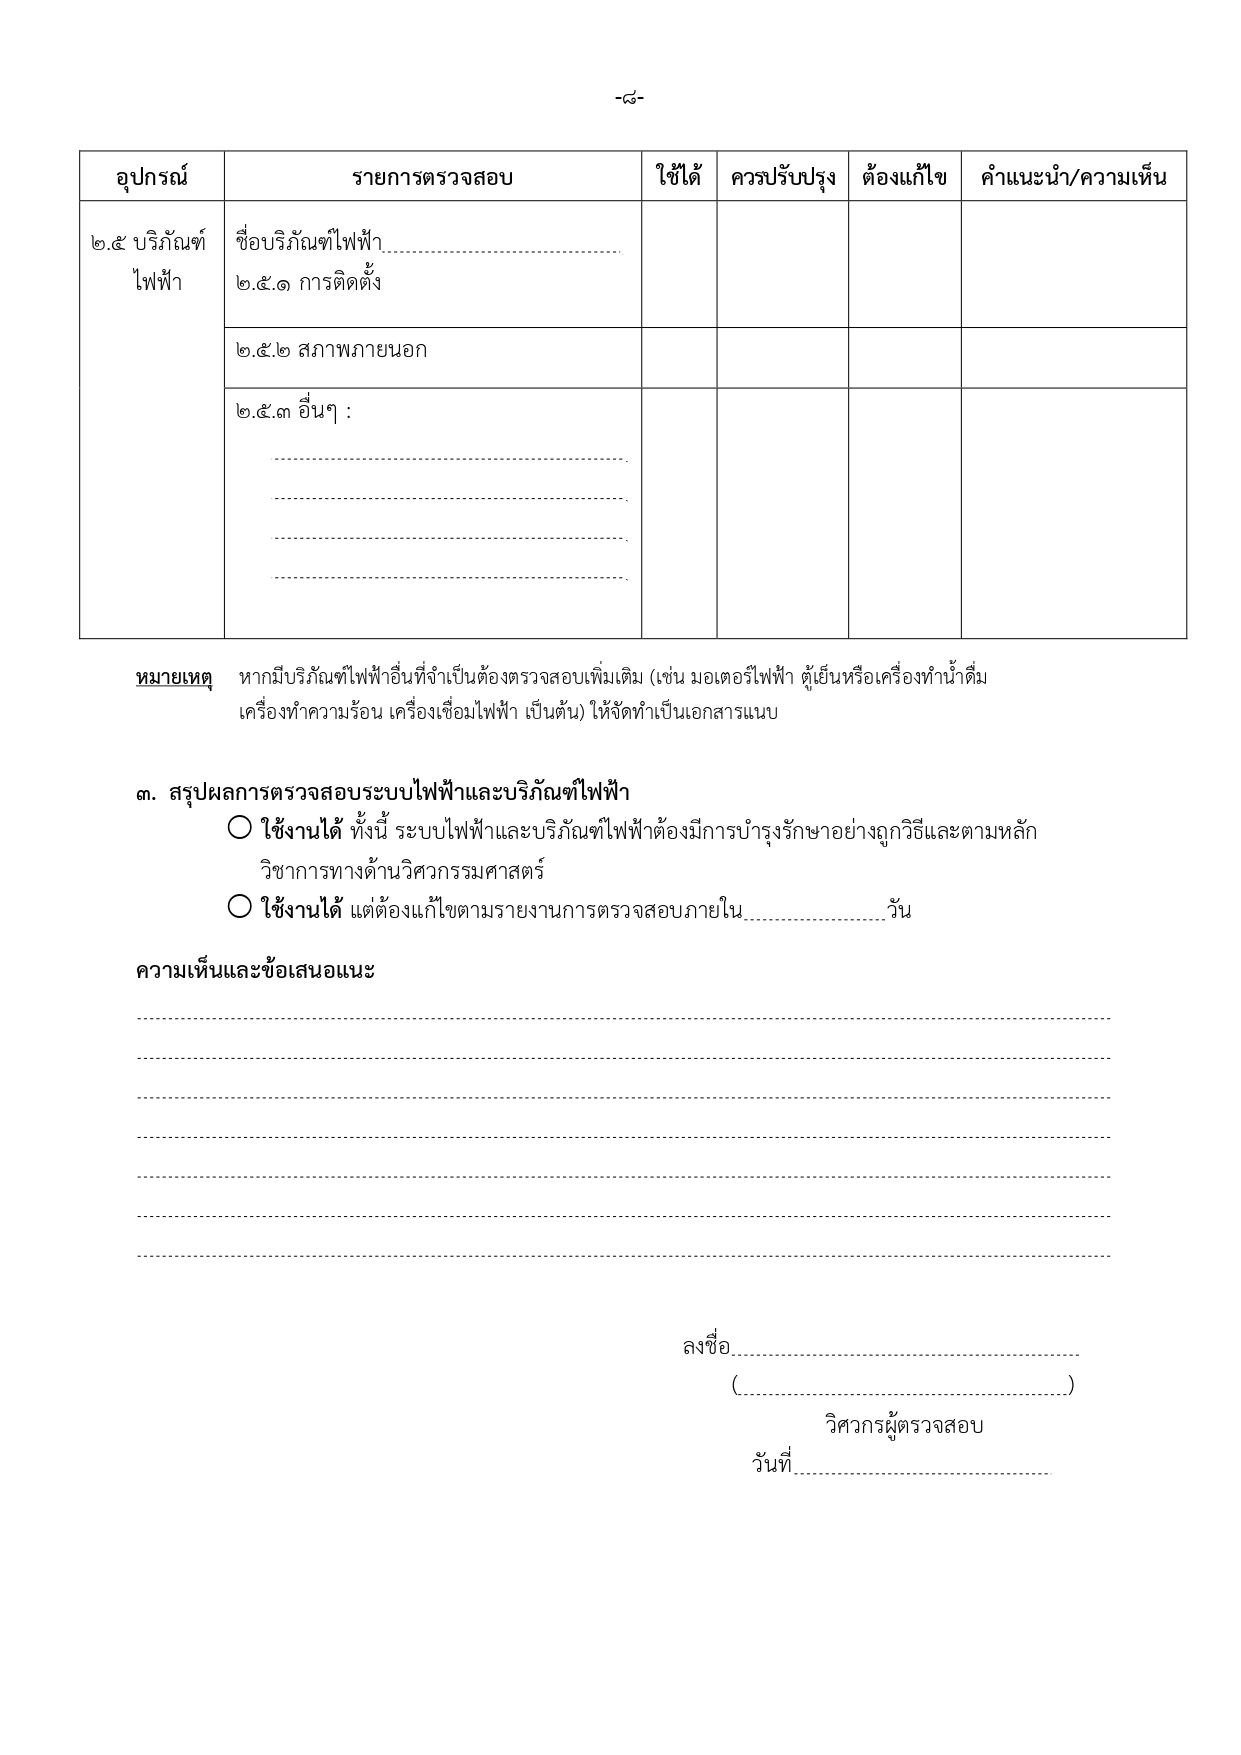 -๘-
อุปกรณ์ รายการตรวจสอบ ใช้ได้ ควรปรับปรุง ต้องแก้ไข คำแนะนำ/ความเห็น
๒.๕ บริภัณฑ์ ชื่อบริภัณฑ์ไฟฟ้า
ไฟฟ้า ๒.๕.๑ การติดตั้ง
๒.๕.๒ สภาพภายนอก
๒.๕.๓ อื่นๆ :
หมายเหตุ หากมีบริภัณฑ์ไฟฟ้าอื่นที่จำเป็นต้องตรวจสอบเพิ่มเติม (เช่น มอเตอร์ไฟฟ้า ตู้เย็นหรือเครื่องทำน้ำดื่ม
เครื่องทำความร้อน เครื่องเชื่อมไฟฟ้า เป็นต้น) ให้จัดทำเป็นเอกสารแนบ
๓. สรุปผลการตรวจสอบระบบไฟฟ้าและบริภัณฑ์ไฟฟ้า
ใช้งานได้ ทั้งนี้ ระบบไฟฟ้าและบริภัณฑ์ไฟฟ้าต้องมีการบำรุงรักษาอย่างถูกวิธีและตามหลัก
วิชาการทางด้านวิศวกรรมศาสตร์
ใช้งานได้ แต่ต้องแก้ไขตามรายงานการตรวจสอบภายใน วัน
ความเห็นและข้อเสนอแนะ
ลงชื่อ
( )
วิศวกรผู้ตรวจสอบ
วันที่